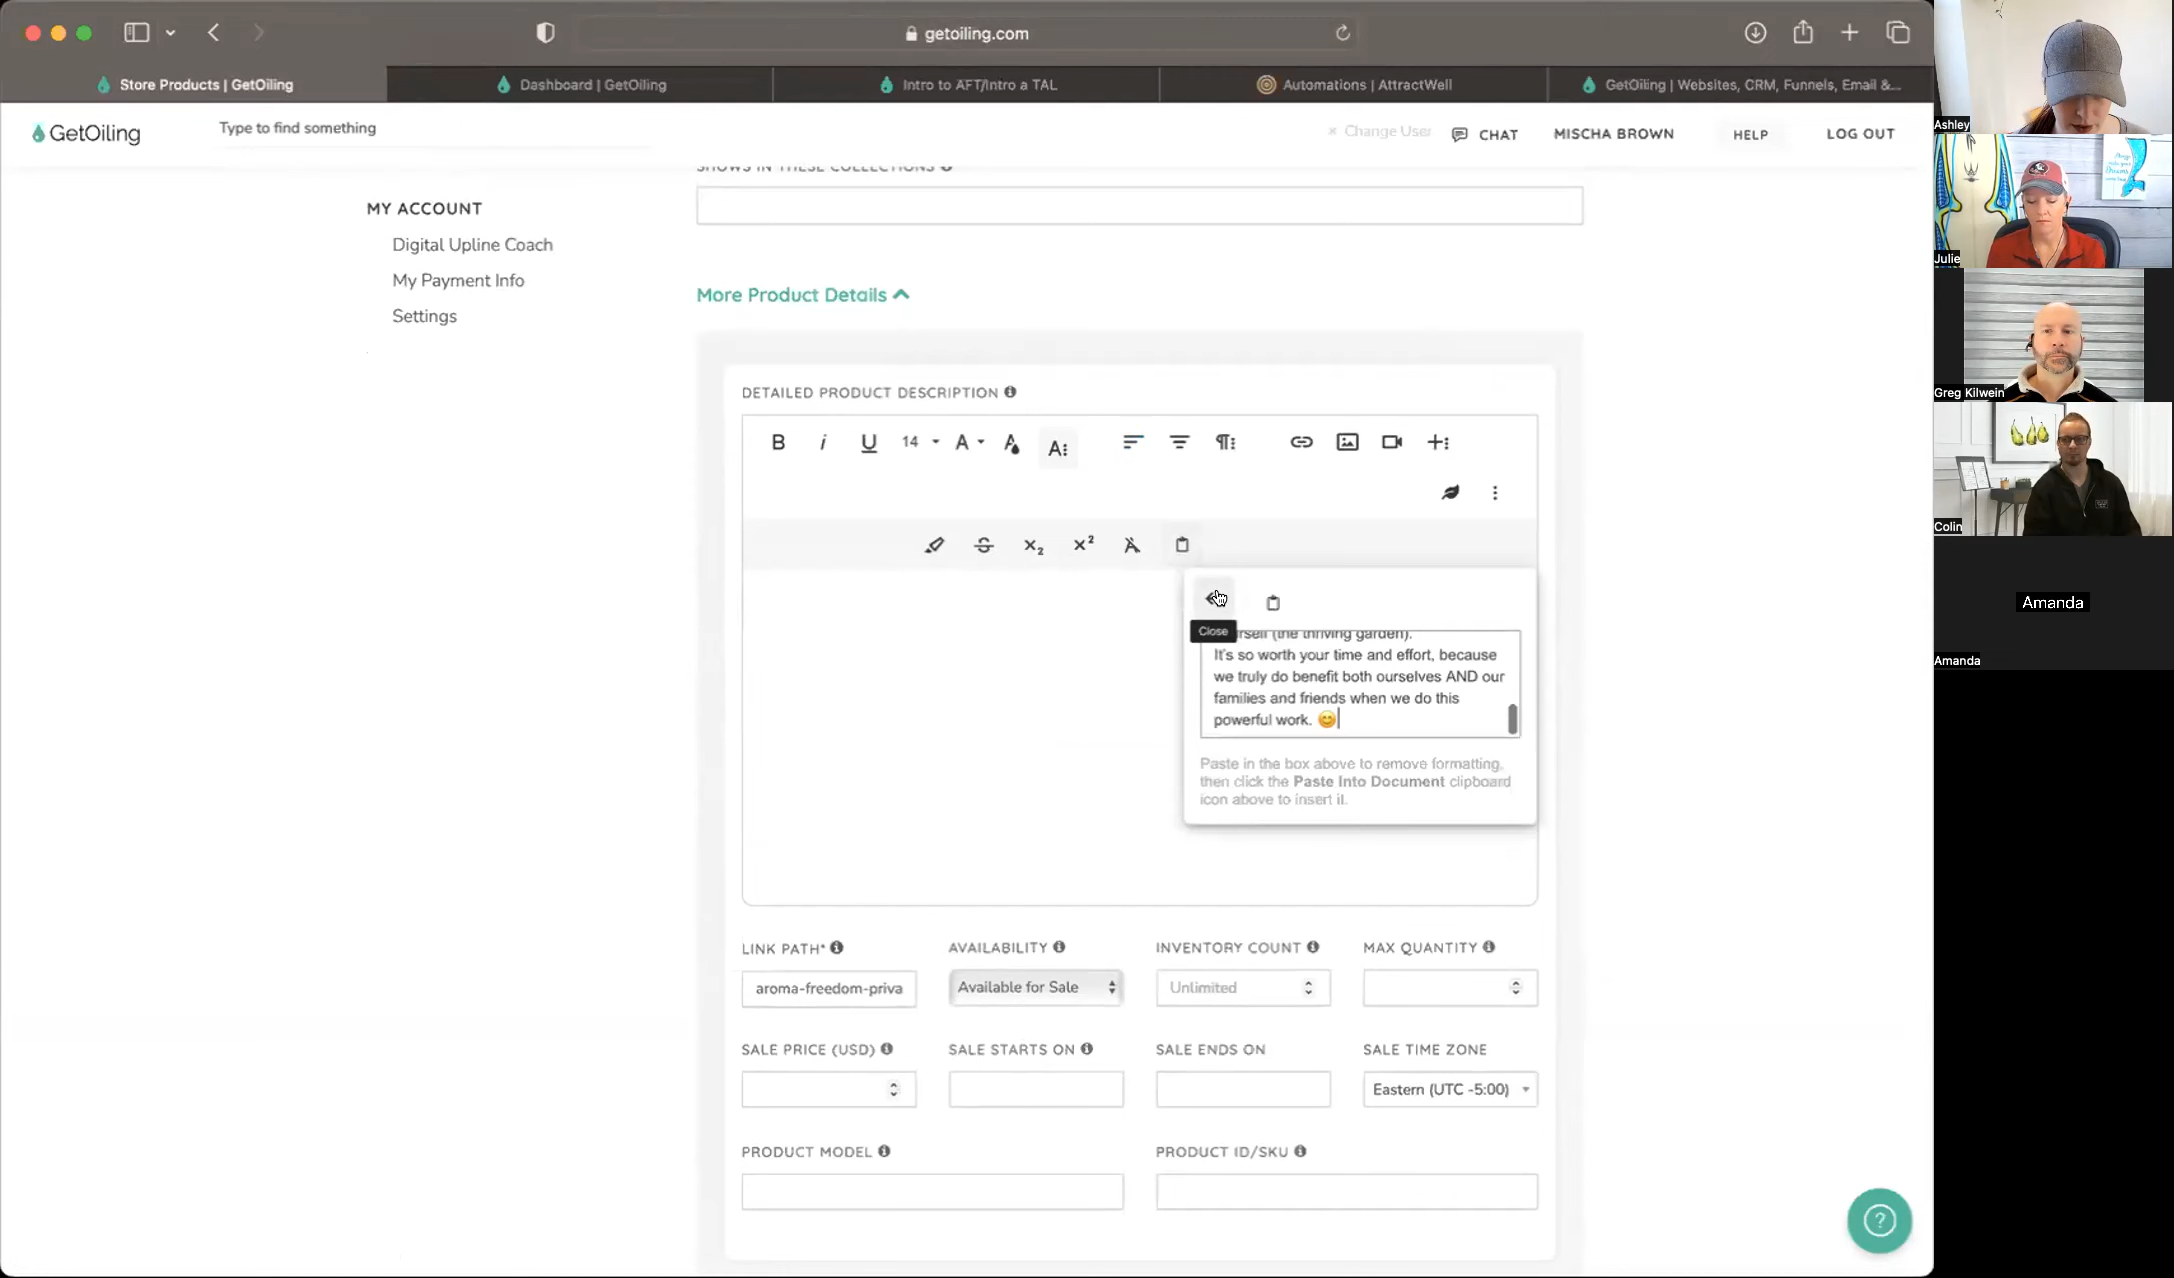 getoiling.com
Store Products | GetOiling
Dashboard | GetOiling
Intro to AFT/Intro a TAL
Automations | AttractWell
GetOiling | Websites, CRM, Funnels, Email &...
GetOiling
Type to find something
× Change User
CHAT
MISCHA BROWN
HELP
LOG OUT
SHOWS IN THESE COLLECTIONS
MY ACCOUNT
Digital Upline Coach
My Payment Info
Settings
More Product Details
DETAILED PRODUCT DESCRIPTION
B i U 14 A
Close
(the thriving garden).
It's so worth your time and effort, because
we truly do benefit both ourselves AND our
families and friends when we do this
powerful work. 😊
Paste in the box above to remove formatting,
then click the Paste Into Document clipboard
icon above to insert it.
LINK PATH*
AVAILABILITY
INVENTORY COUNT
MAX QUANTITY
aroma-freedom-priva
Available for Sale
Unlimited
SALE PRICE (USD)
SALE STARTS ON
SALE ENDS ON
SALE TIME ZONE
Eastern (UTC -5:00)
PRODUCT MODEL
PRODUCT ID/SKU
Ashley
Julie
Greg Kilwein
Colin
Amanda
Amanda